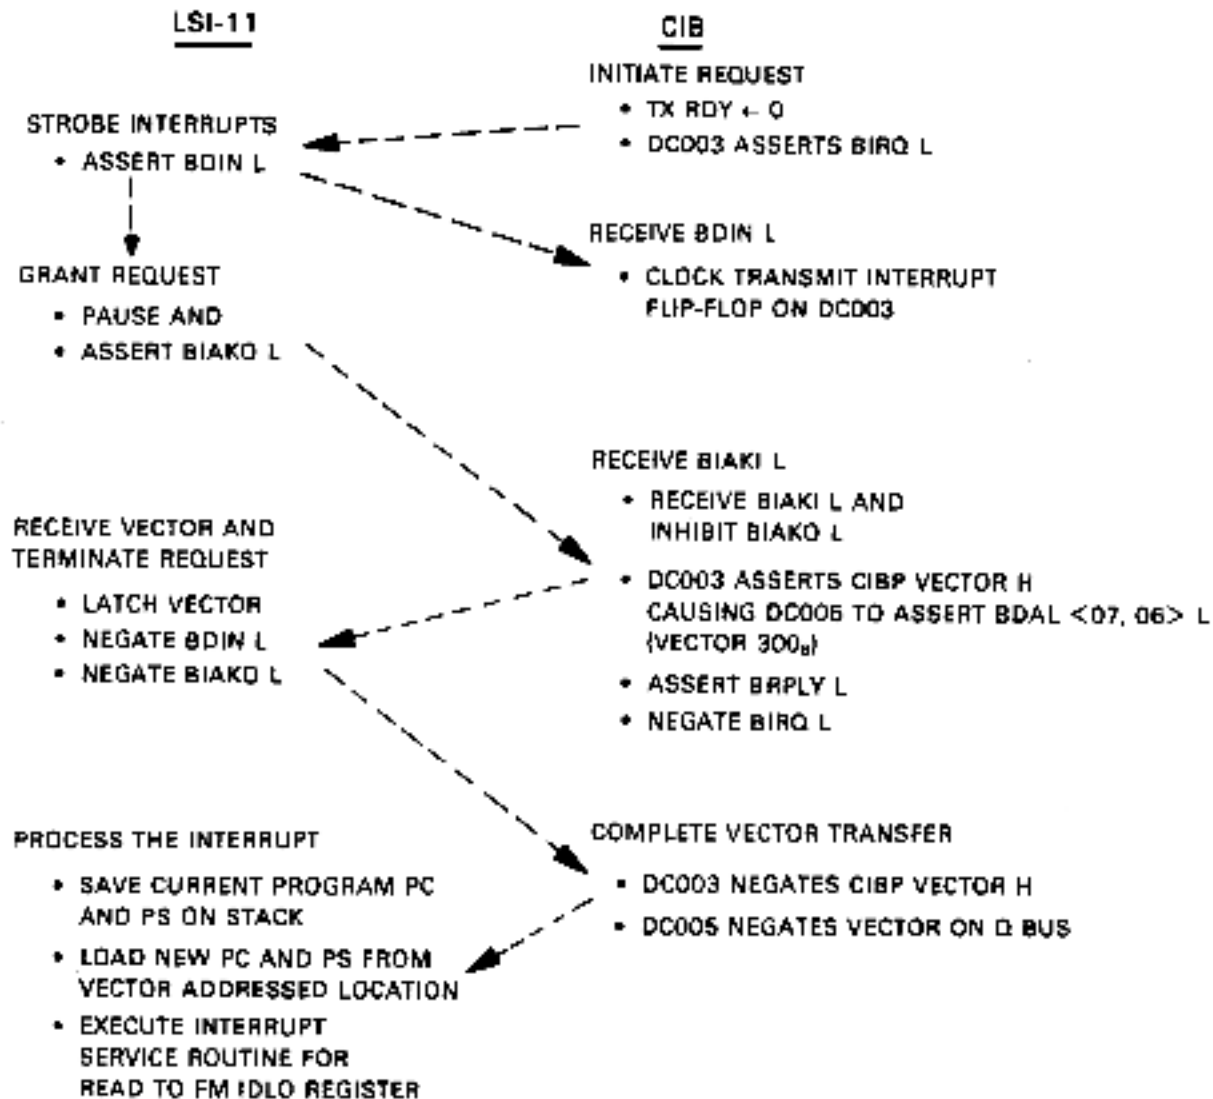 LSI-11
STROBE INTERRUPTS
• ASSERT BDIN L
GRANT REQUEST
• PAUSE AND
• ASSERT BIAKO L
RECEIVE VECTOR AND
TERMINATE REQUEST
• LATCH VECTOR
• NEGATE BDIN L
• NEGATE BIAKO L
PROCESS THE INTERRUPT
• SAVE CURRENT PROGRAM PC
AND PS ON STACK
• LOAD NEW PC AND PS FROM
VECTOR ADDRESSED LOCATION
• EXECUTE INTERRUPT
SERVICE ROUTINE FOR
READ TO FM IDLO REGISTER
CIB
INITIATE REQUEST
• TX RDY ← 0
• DC003 ASSERTS BIRQ L
RECEIVE BDIN L
• CLOCK TRANSMIT INTERRUPT
FLIP-FLOP ON DC003
RECEIVE BIAKI L
• RECEIVE BIAKI L AND
INHIBIT BIAKO L
• DC003 ASSERTS CIBP VECTOR H
CAUSING DC005 TO ASSERT BDAL <07, 06> L
(VECTOR 300₈)
• ASSERT BRPLY L
• NEGATE BIRQ L
COMPLETE VECTOR TRANSFER
• DC003 NEGATES CIBP VECTOR H
• DC005 NEGATES VECTOR ON Q BUS